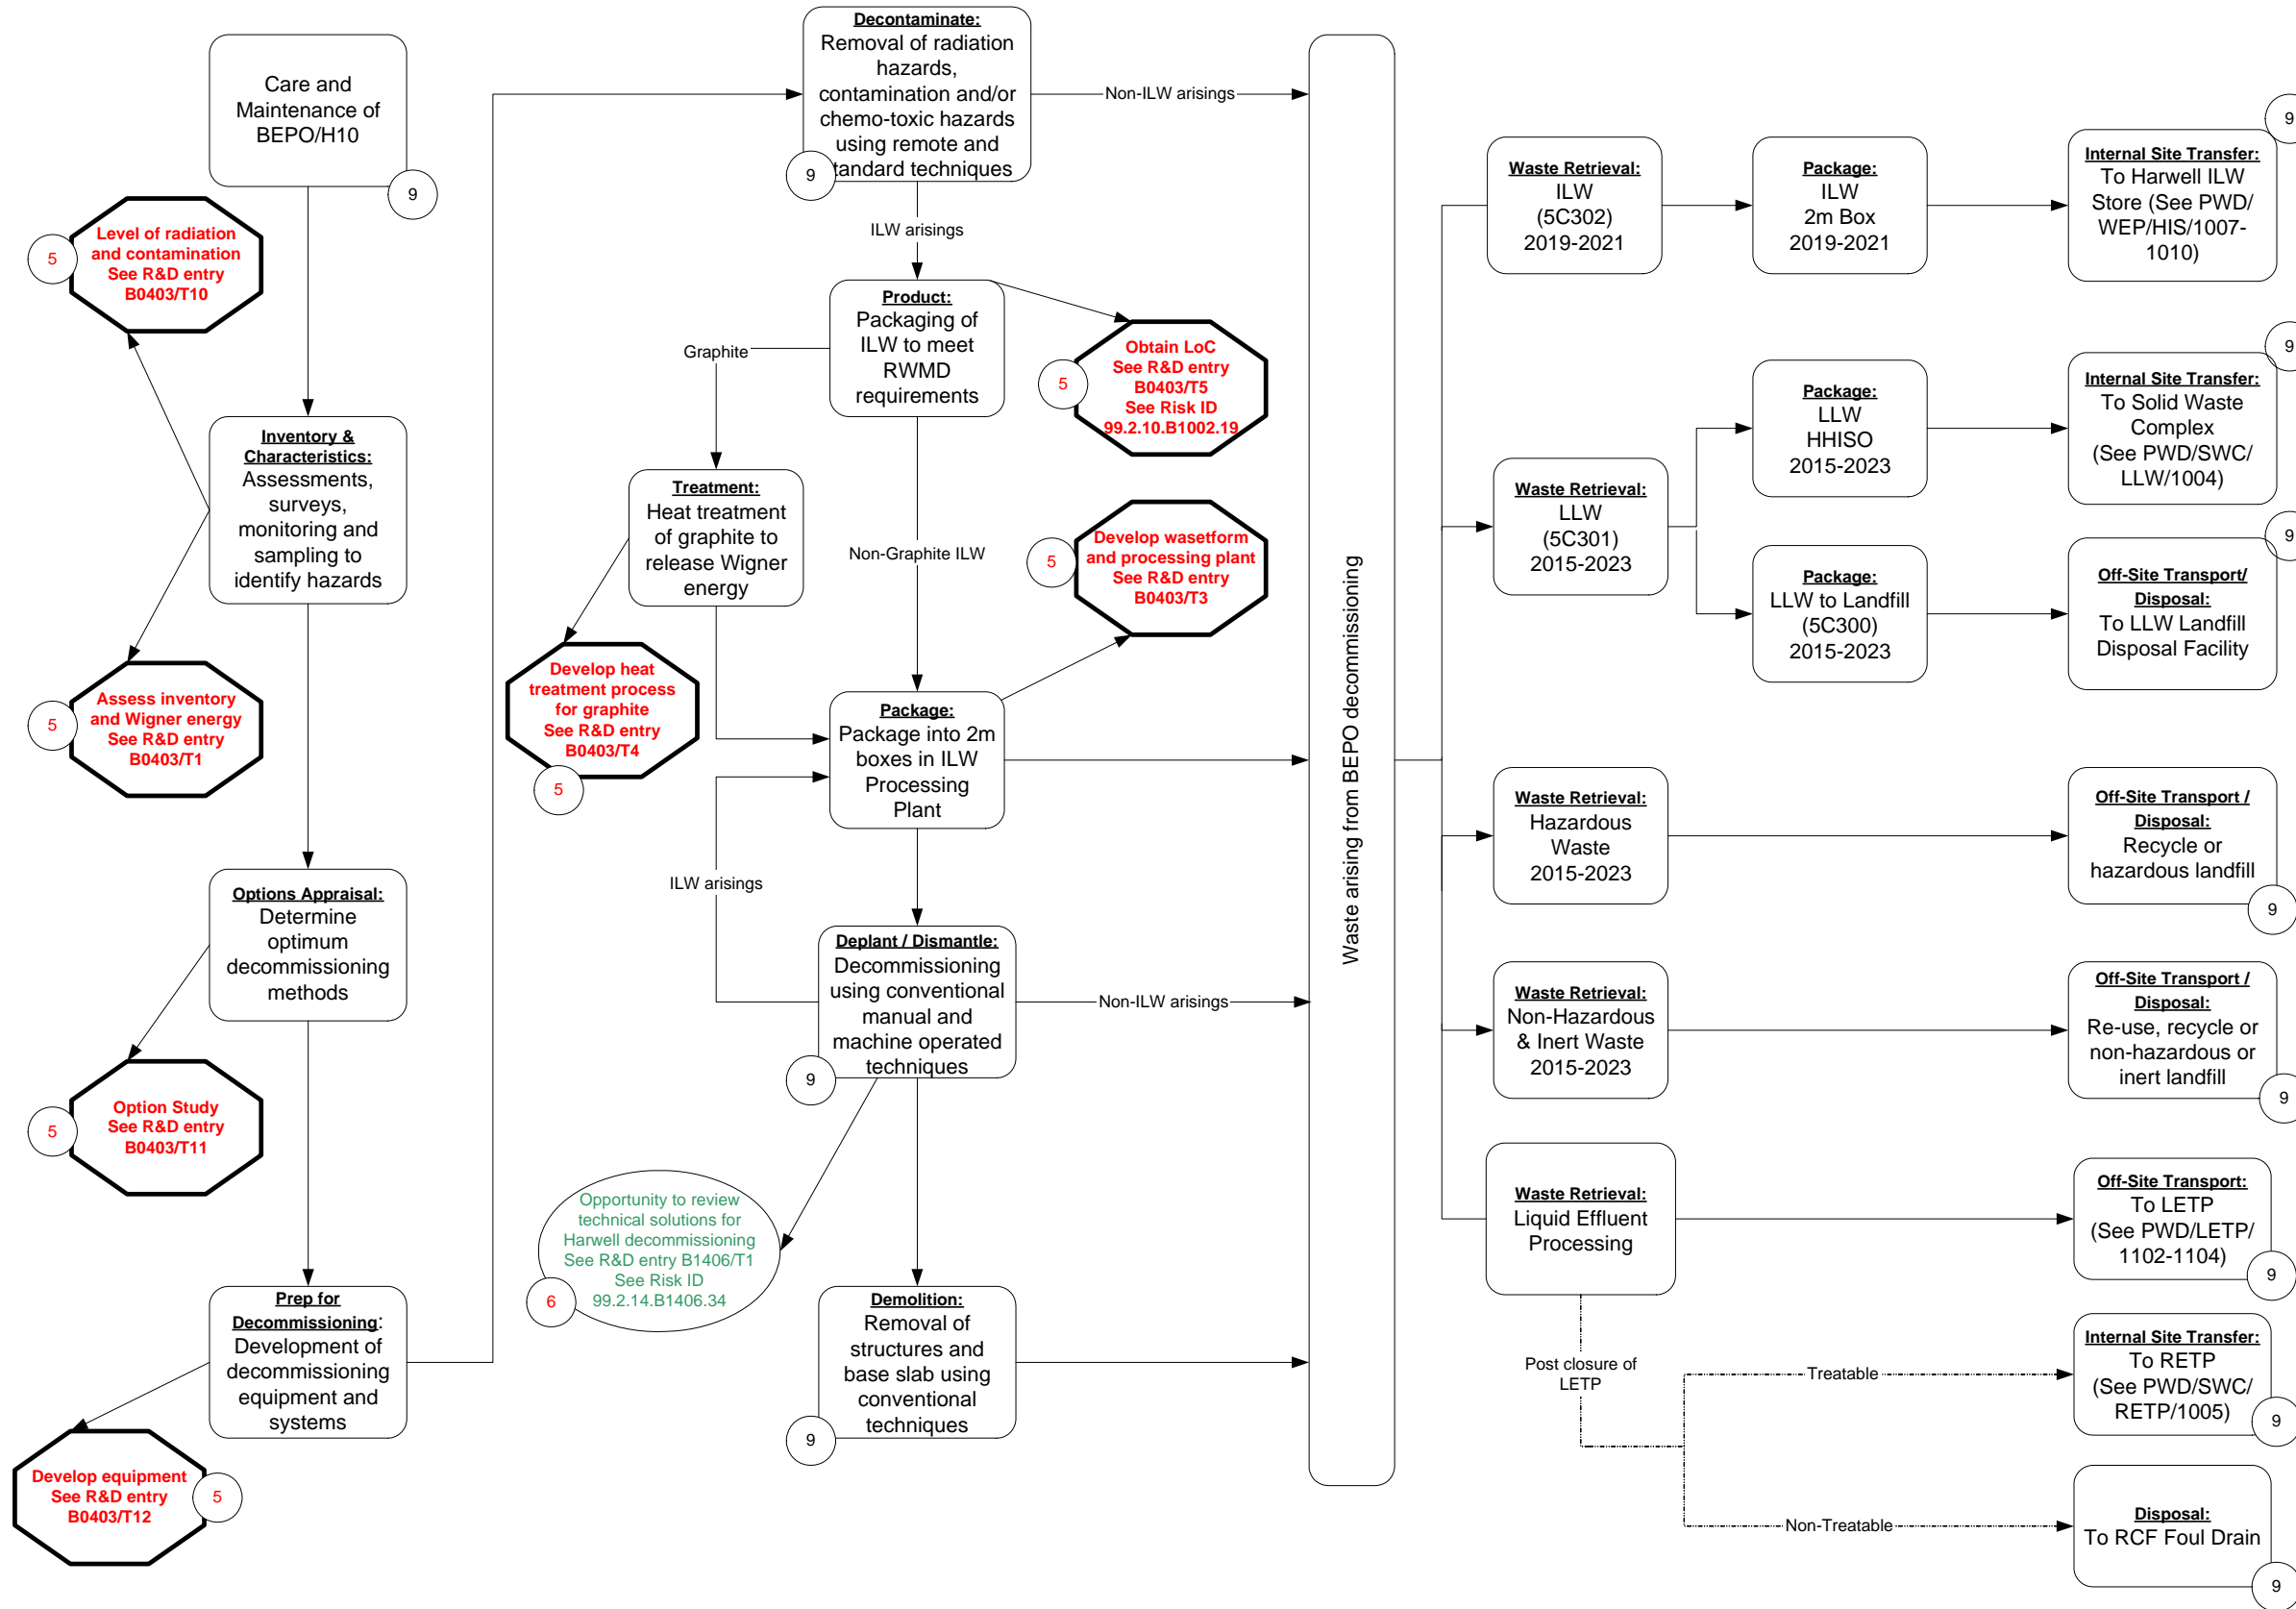 Care and
Maintenance of
BEPO/H10
9
Level of radiation
and contamination
See R&D entry
B0403/T10
5
Inventory &
Characteristics:
Assessments,
surveys,
monitoring and
sampling to
identify hazards
Assess inventory
and Wigner energy
See R&D entry
B0403/T1
5
Options Appraisal:
Determine
optimum
decommissioning
methods
Option Study
See R&D entry
B0403/T11
5
Prep for
Decommissioning:
Development of
decommissioning
equipment and
systems
Develop equipment
See R&D entry
B0403/T12
5
Decontaminate:
Removal of radiation
hazards,
contamination and/or
chemo-toxic hazards
using remote and
standard techniques
9
Non-ILW arisings
ILW arisings
Product:
Packaging of
ILW to meet
RWMD
requirements
Graphite
Obtain LoC
See R&D entry
B0403/T5
See Risk ID
99.2.10.B1002.19
5
Treatment:
Heat treatment
of graphite to
release Wigner
energy
Non-Graphite ILW
Develop wasetform
and processing plant
See R&D entry
B0403/T3
5
Develop heat
treatment process
for graphite
See R&D entry
B0403/T4
5
Package:
Package into 2m
boxes in ILW
Processing
Plant
ILW arisings
Deplant / Dismantle:
Decommissioning
using conventional
manual and
machine operated
techniques
9
Non-ILW arisings
Opportunity to review
technical solutions for
Harwell decommissioning
See R&D entry B1406/T1
See Risk ID
99.2.14.B1406.34
6
Demolition:
Removal of
structures and
base slab using
conventional
techniques
9
Waste arising from BEPO decommissioning
Waste Retrieval:
ILW
(5C302)
2019-2021
Package:
ILW
2m Box
2019-2021
Internal Site Transfer:
To Harwell ILW
Store (See PWD/
WEP/HIS/1007-
1010)
9
Waste Retrieval:
LLW
(5C301)
2015-2023
Package:
LLW
HHISO
2015-2023
Internal Site Transfer:
To Solid Waste
Complex
(See PWD/SWC/
LLW/1004)
9
Package:
LLW to Landfill
(5C300)
2015-2023
Off-Site Transport/
Disposal:
To LLW Landfill
Disposal Facility
9
Waste Retrieval:
Hazardous
Waste
2015-2023
Off-Site Transport /
Disposal:
Recycle or
hazardous landfill
9
Waste Retrieval:
Non-Hazardous
& Inert Waste
2015-2023
Off-Site Transport /
Disposal:
Re-use, recycle or
non-hazardous or
inert landfill
9
Waste Retrieval:
Liquid Effluent
Processing
Off-Site Transport:
To LETP
(See PWD/LETP/
1102-1104)
9
Post closure of
LETP
Treatable
Internal Site Transfer:
To RETP
(See PWD/SWC/
RETP/1005)
9
Non-Treatable
Disposal:
To RCF Foul Drain
9